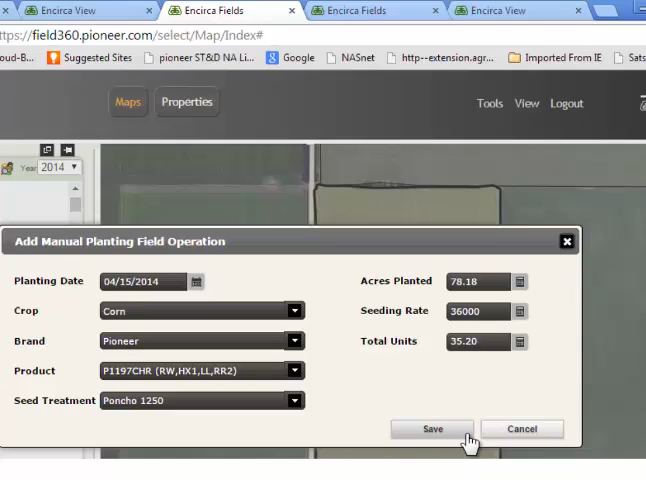 Encirca View × Encirca Fields × Encirca Fields × Encirca View ×
ttps://field360.pioneer.com/select/Map/Index#
oud-B... Suggested Sites pioneer ST&D NA Li... Google NASnet http--extension.agr... Imported From IE Sats
Maps Properties Tools View Logout
Year 2014
Add Manual Planting Field Operation
Planting Date 04/15/2014 Acres Planted 78.18
Crop Corn Seeding Rate 36000
Brand Pioneer Total Units 35.20
Product P1197CHR (RW,HX1,LL,RR2)
Seed Treatment Poncho 1250
Save Cancel